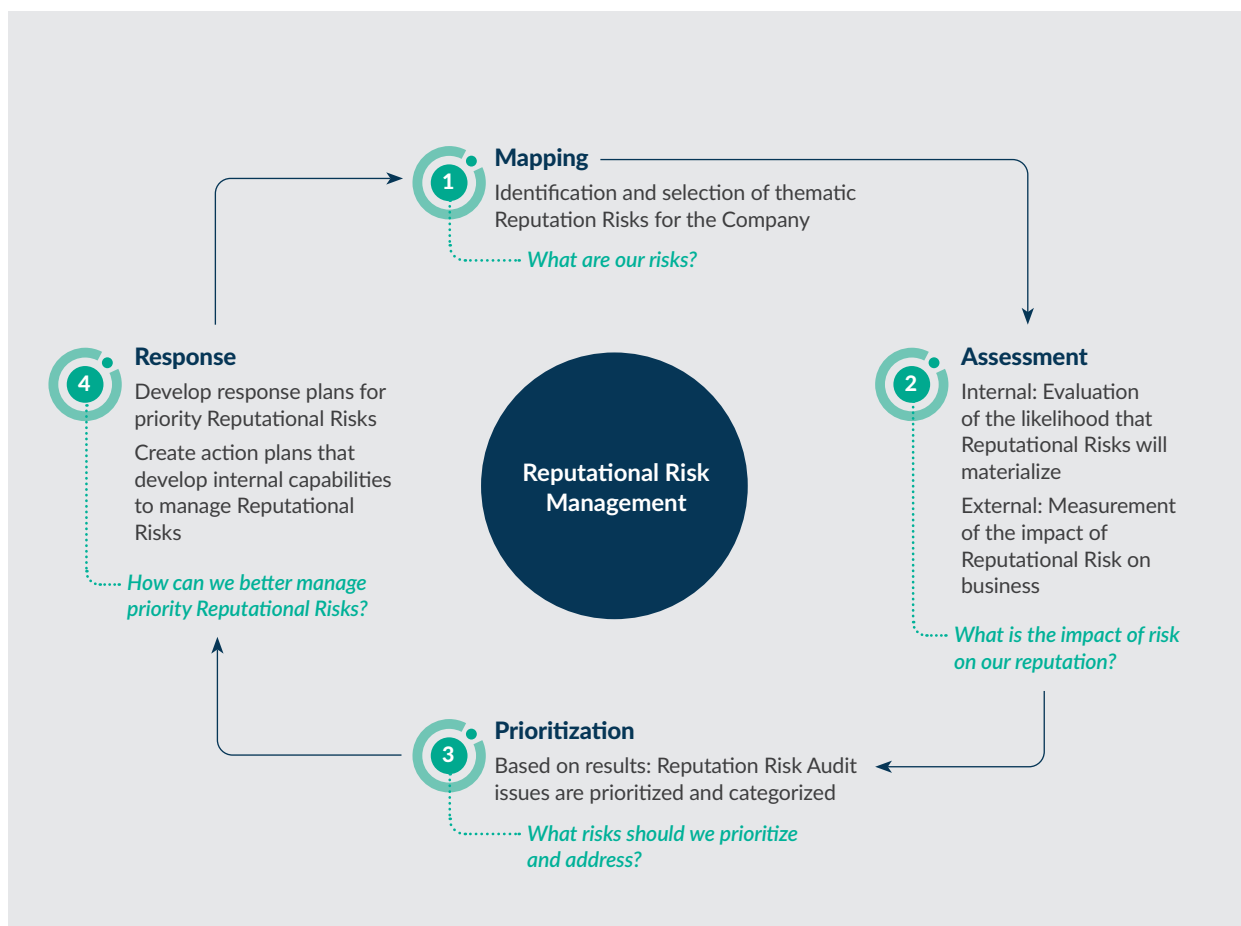 1
Mapping
Identification and selection of thematic
Reputation Risks for the Company
What are our risks?
2
Assessment
Internal: Evaluation
of the likelihood that
Reputational Risks will
materialize
External: Measurement
of the impact of
Reputational Risk on
business
What is the impact of risk
on our reputation?
3
Prioritization
Based on results: Reputation Risk Audit
issues are prioritized and categorized
What risks should we prioritize
and address?
4
Response
Develop response plans for
priority Reputational Risks
Create action plans that
develop internal capabilities
to manage Reputational
Risks
How can we better manage
priority Reputational Risks?
Reputational Risk
Management